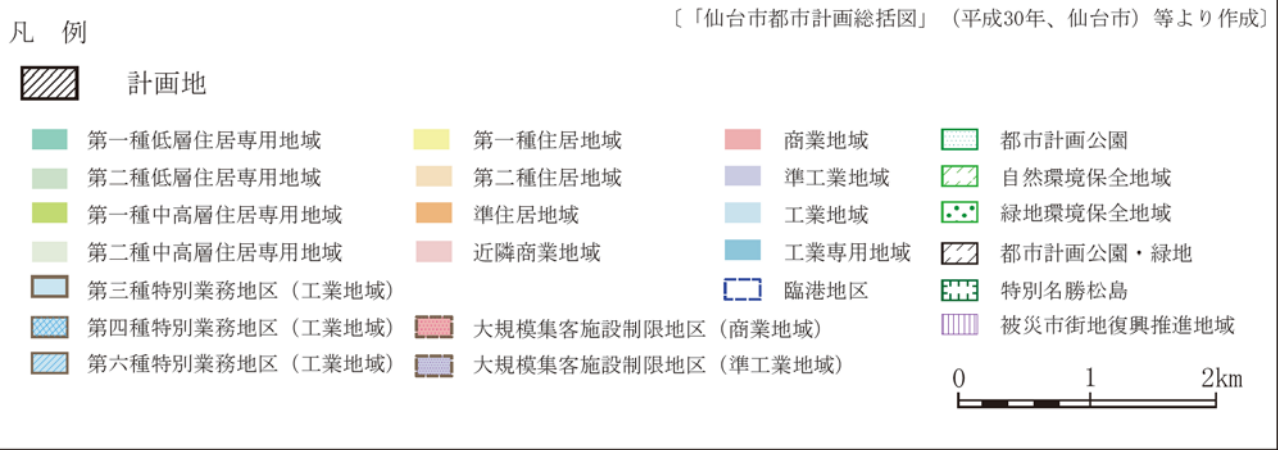 〔「仙台市都市計画総括図」（平成30年、仙台市）等より作成〕
凡　例
計画地
第一種低層住居専用地域　第一種住居地域　商業地域　都市計画公園
第二種低層住居専用地域　第二種住居地域　準工業地域　自然環境保全地域
第一種中高層住居専用地域　準住居地域　工業地域　緑地環境保全地域
第二種中高層住居専用地域　近隣商業地域　工業専用地域　都市計画公園・緑地
第三種特別業務地区（工業地域）　臨港地区　特別名勝松島
第四種特別業務地区（工業地域）　大規模集客施設制限地区（商業地域）　被災市街地復興推進地域
第六種特別業務地区（工業地域）　大規模集客施設制限地区（準工業地域）
0　1　2km